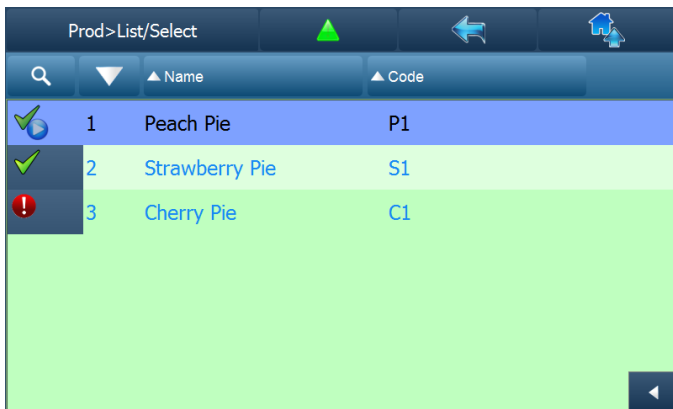 Prod>List/Select
Name Code
1 Peach Pie P1
2 Strawberry Pie S1
3 Cherry Pie C1